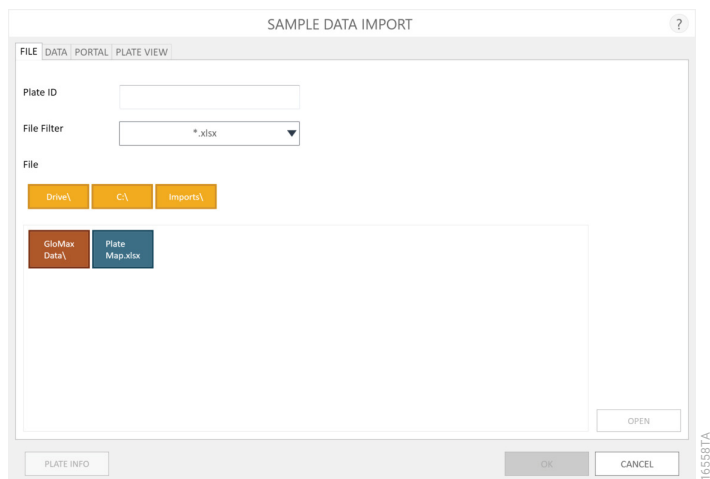 SAMPLE DATA IMPORT
?
FILE DATA PORTAL PLATE VIEW
Plate ID
File Filter
*.xlsx
File
Drive\ C:\ Imports\
GloMax Plate
Data\ Map.xlsx
OPEN
PLATE INFO OK CANCEL
16558TA